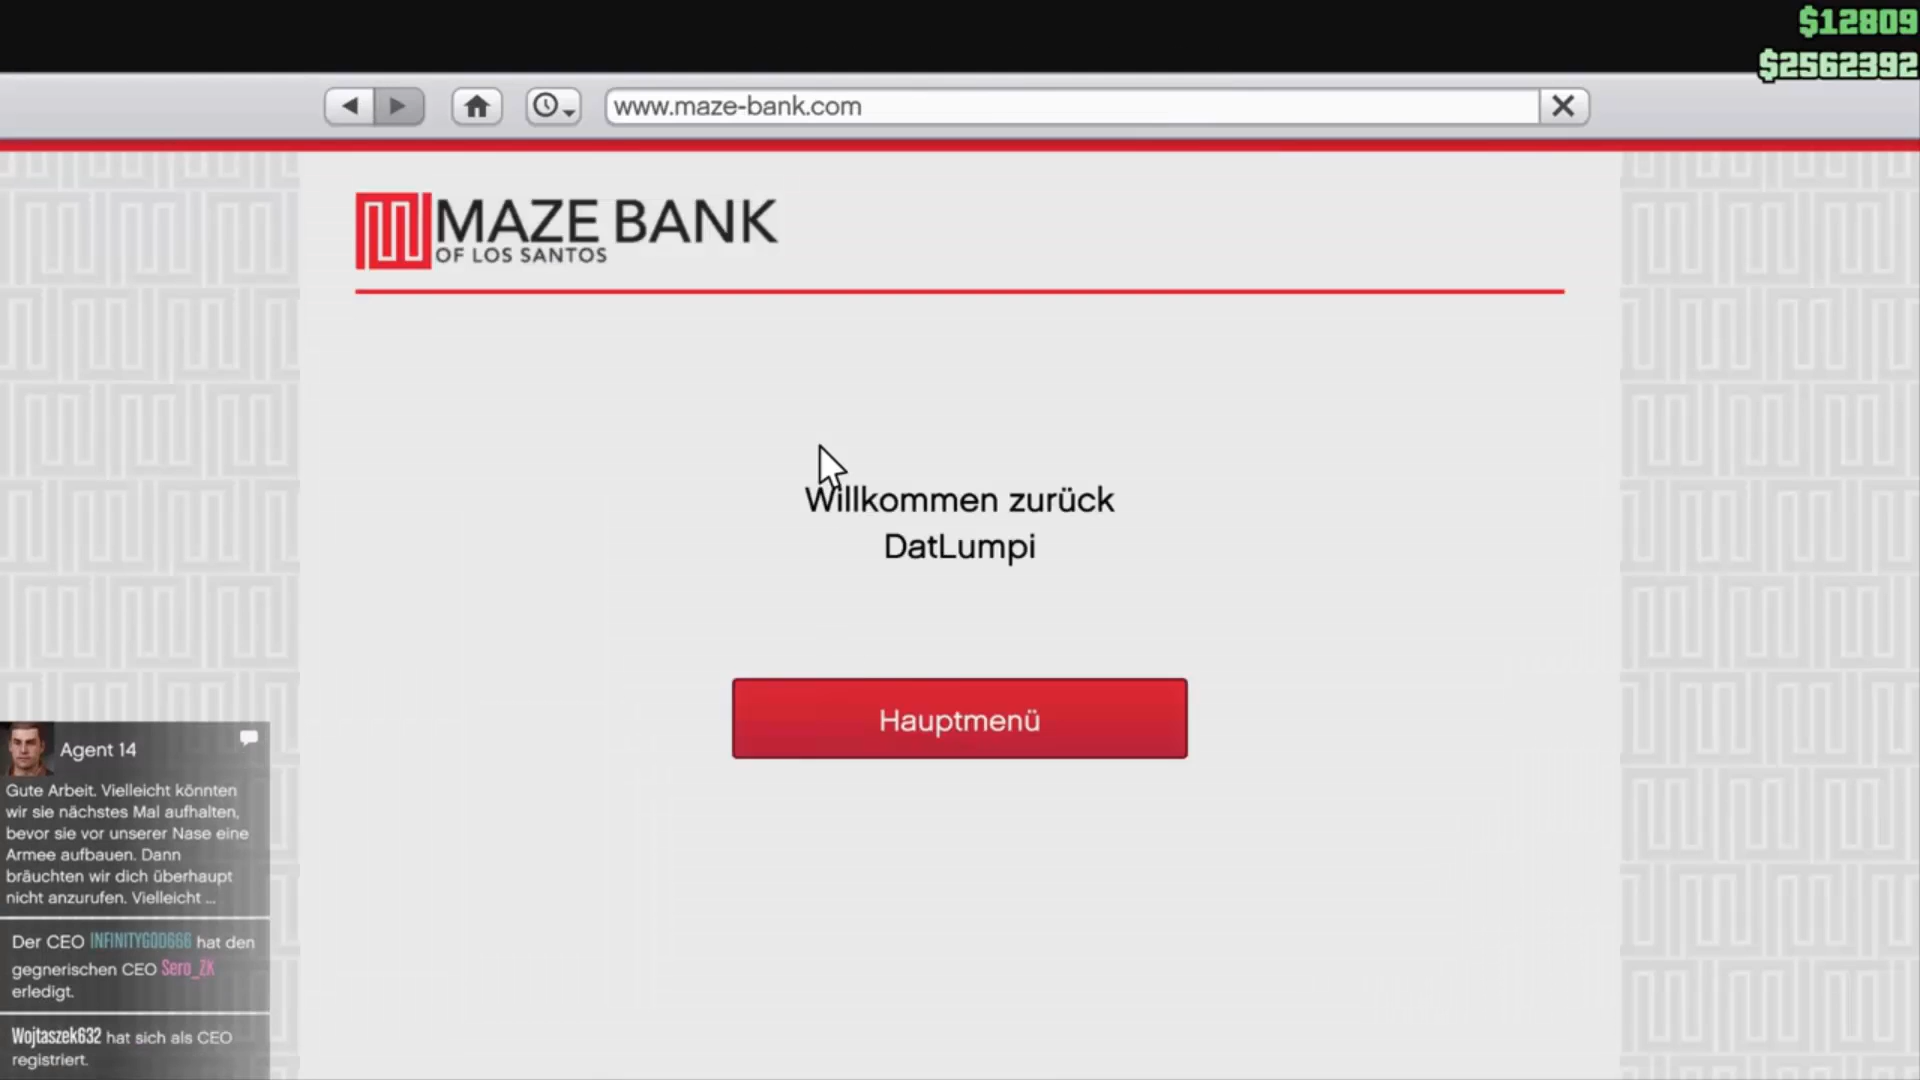 $12809
$2562392
www.maze-bank.com
MAZE BANK
OF LOS SANTOS
Willkommen zurück
DatLumpi
Hauptmenü
Agent 14
Gute Arbeit. Vielleicht könnten
wir sie nächstes Mal aufhalten,
bevor sie vor unserer Nase eine
Armee aufbauen. Dann
bräuchten wir dich überhaupt
nicht anzurufen. Vielleicht ...
Der CEO INFINITYGOD666 hat den
gegnerischen CEO Sero_ZK
erledigt.
Wojtaszek632 hat sich als CEO
registriert.